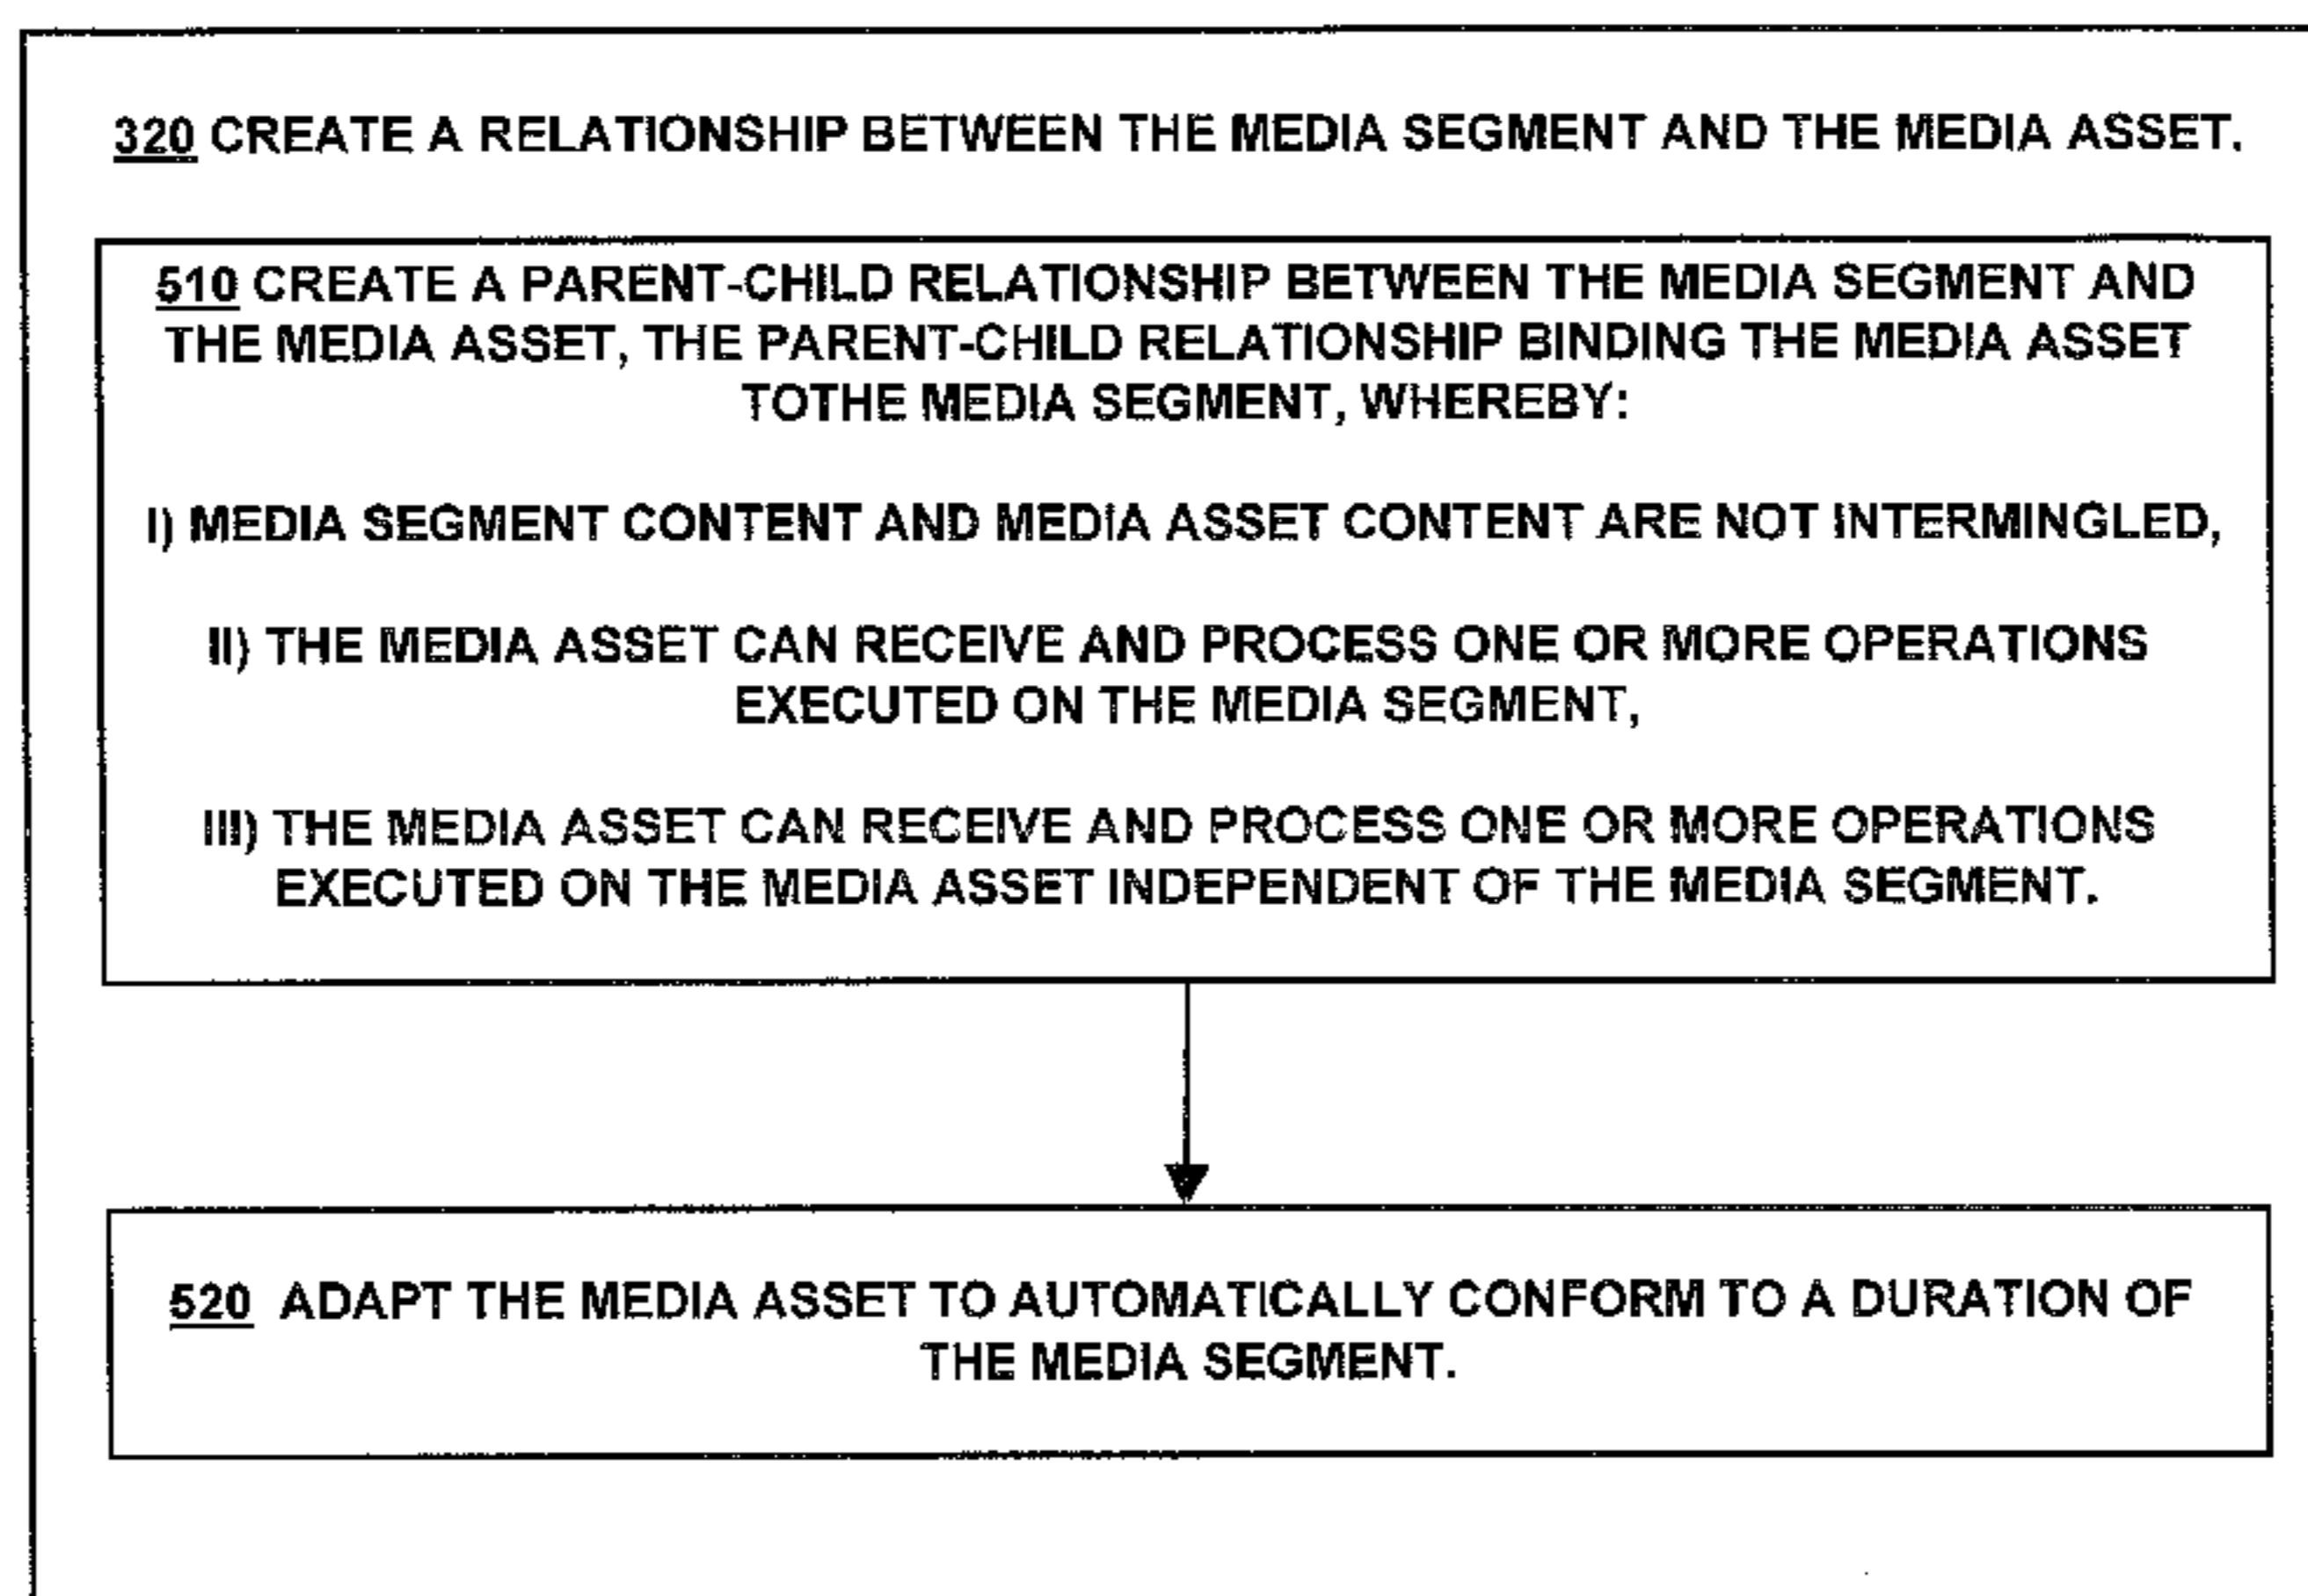 320 CREATE A RELATIONSHIP BETWEEN THE MEDIA SEGMENT AND THE MEDIA ASSET.
510 CREATE A PARENT-CHILD RELATIONSHIP BETWEEN THE MEDIA SEGMENT AND
THE MEDIA ASSET, THE PARENT-CHILD RELATIONSHIP BINDING THE MEDIA ASSET
TOTHE MEDIA SEGMENT, WHEREBY:
I) MEDIA SEGMENT CONTENT AND MEDIA ASSET CONTENT ARE NOT INTERMINGLED,
II) THE MEDIA ASSET CAN RECEIVE AND PROCESS ONE OR MORE OPERATIONS
EXECUTED ON THE MEDIA SEGMENT,
III) THE MEDIA ASSET CAN RECEIVE AND PROCESS ONE OR MORE OPERATIONS
EXECUTED ON THE MEDIA ASSET INDEPENDENT OF THE MEDIA SEGMENT.
520 ADAPT THE MEDIA ASSET TO AUTOMATICALLY CONFORM TO A DURATION OF
THE MEDIA SEGMENT.